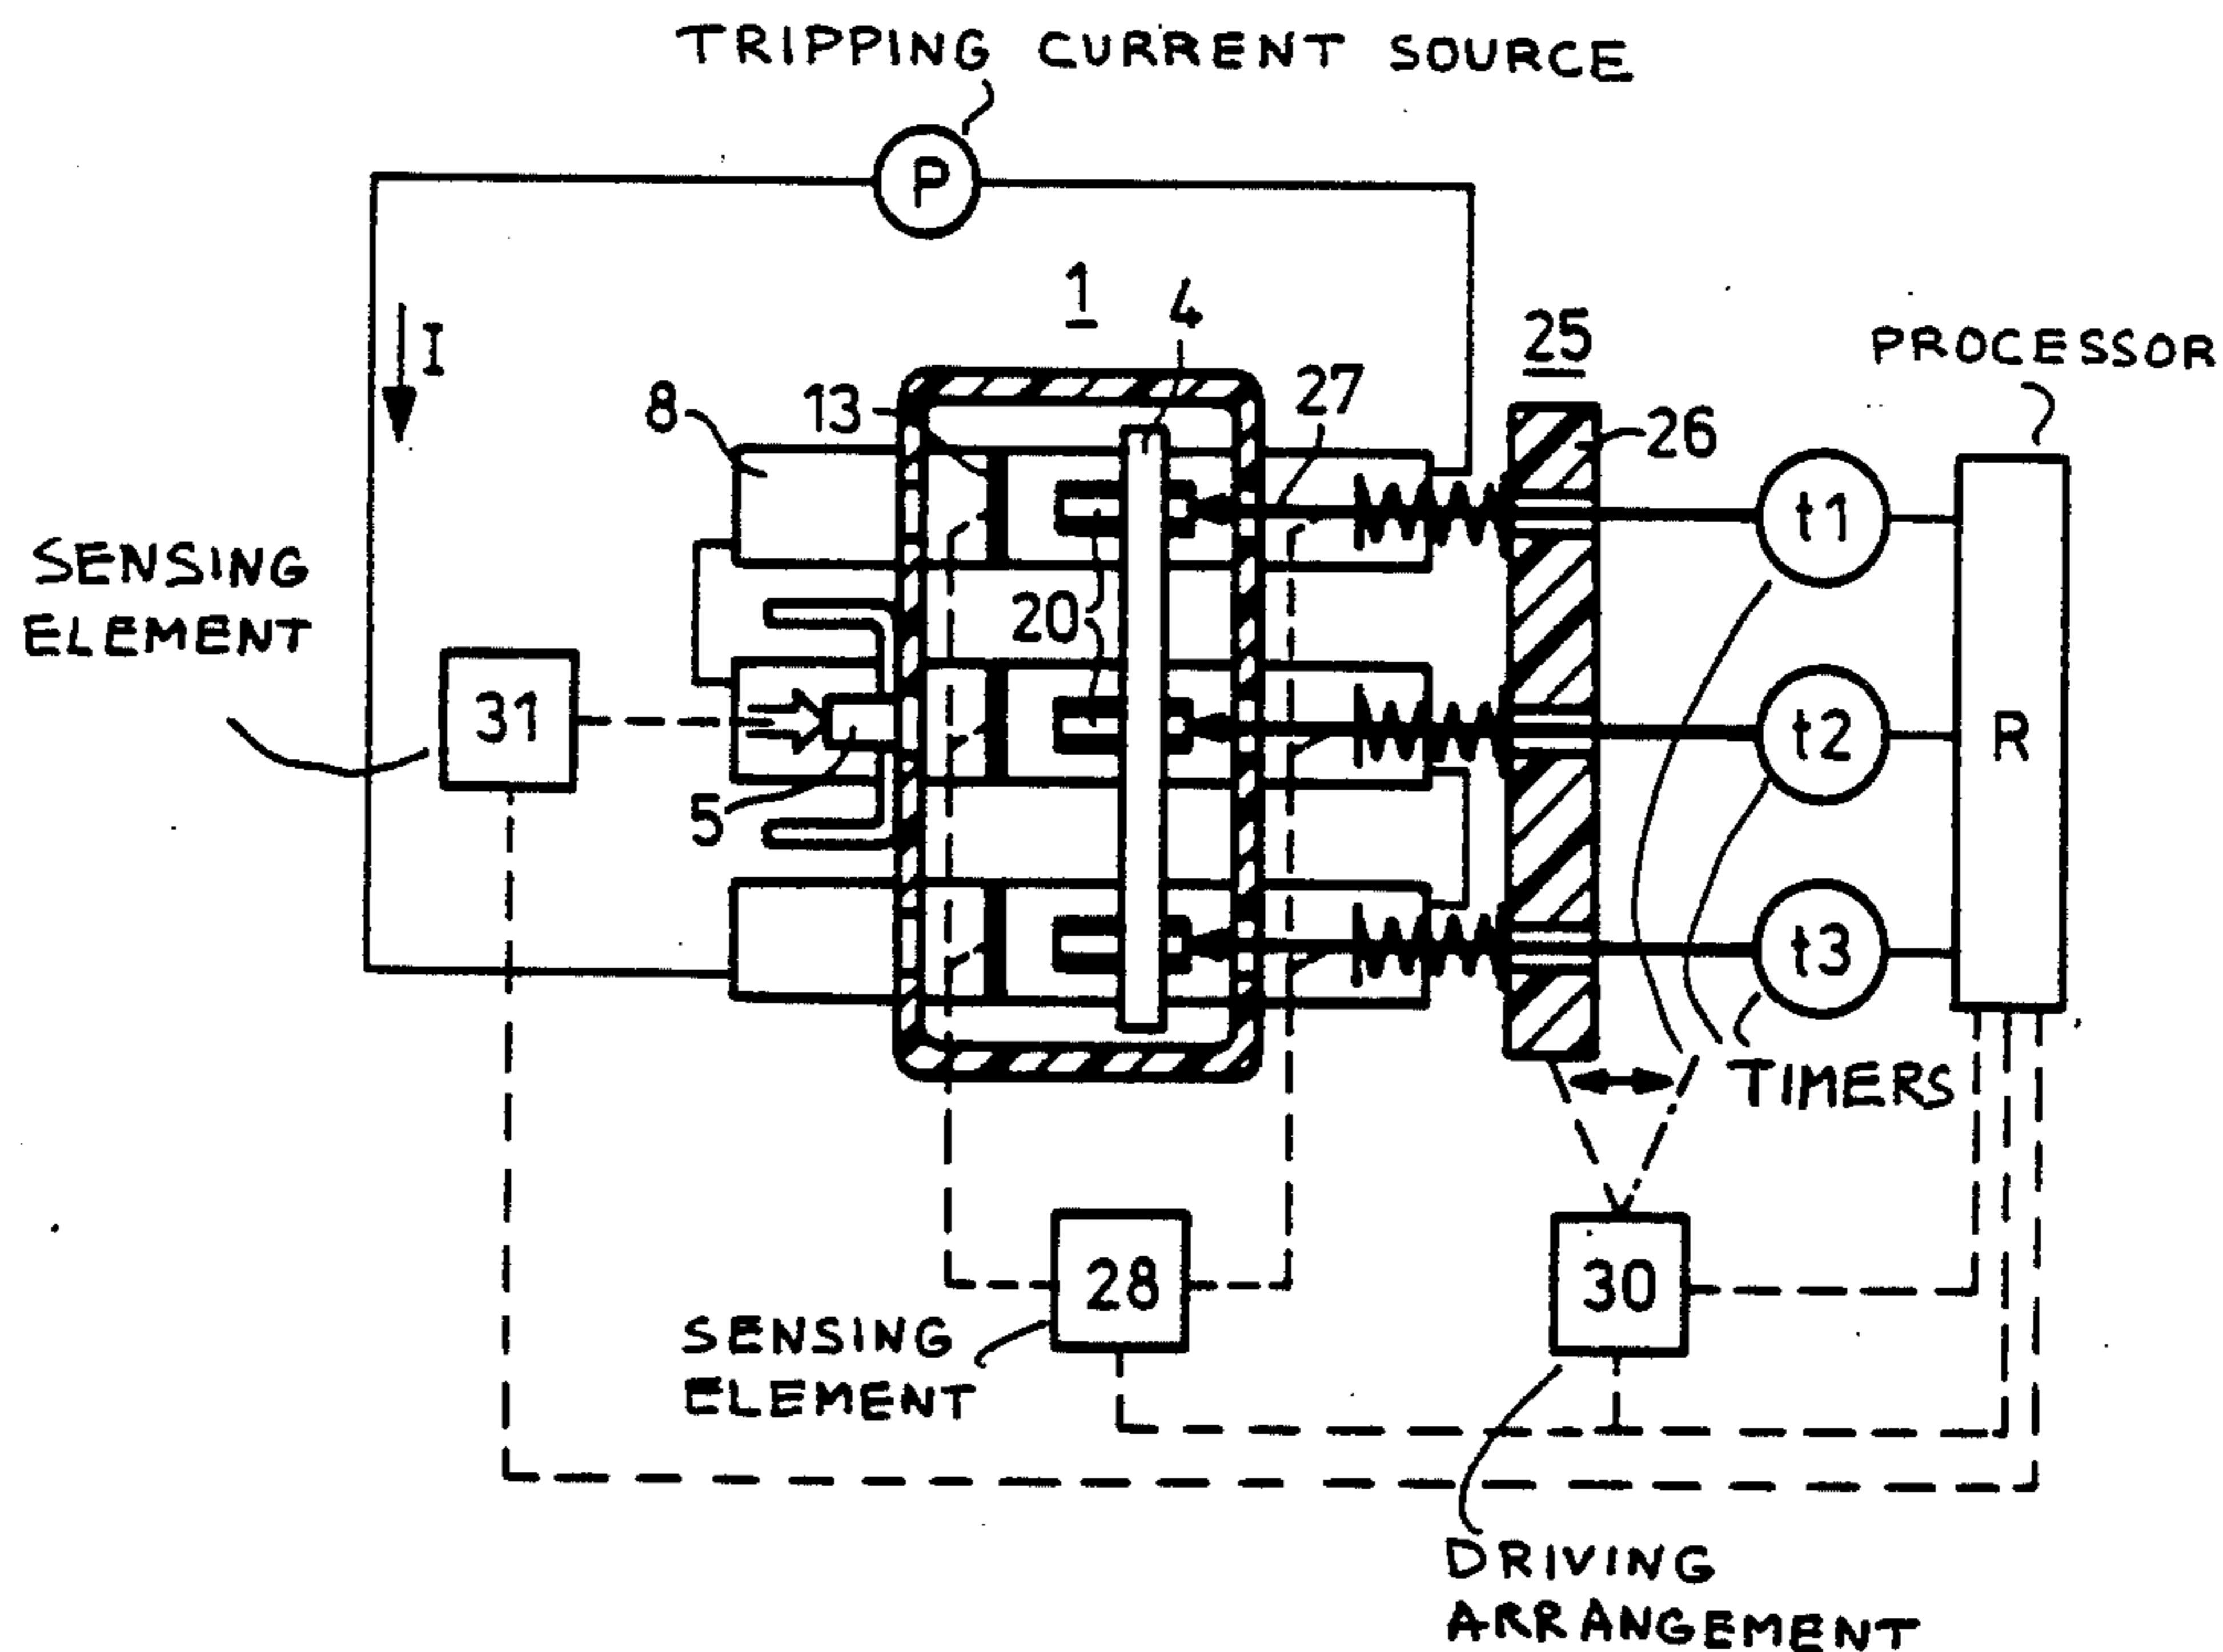 TRIPPING CURRENT SOURCE
P
I
1
4
25
PROCESSOR
8
13
27
26
t1
SENSING
ELEMENT
20
31
t2
R
5
t3
TIMERS
28
30
SENSING
ELEMENT
DRIVING
ARRANGEMENT